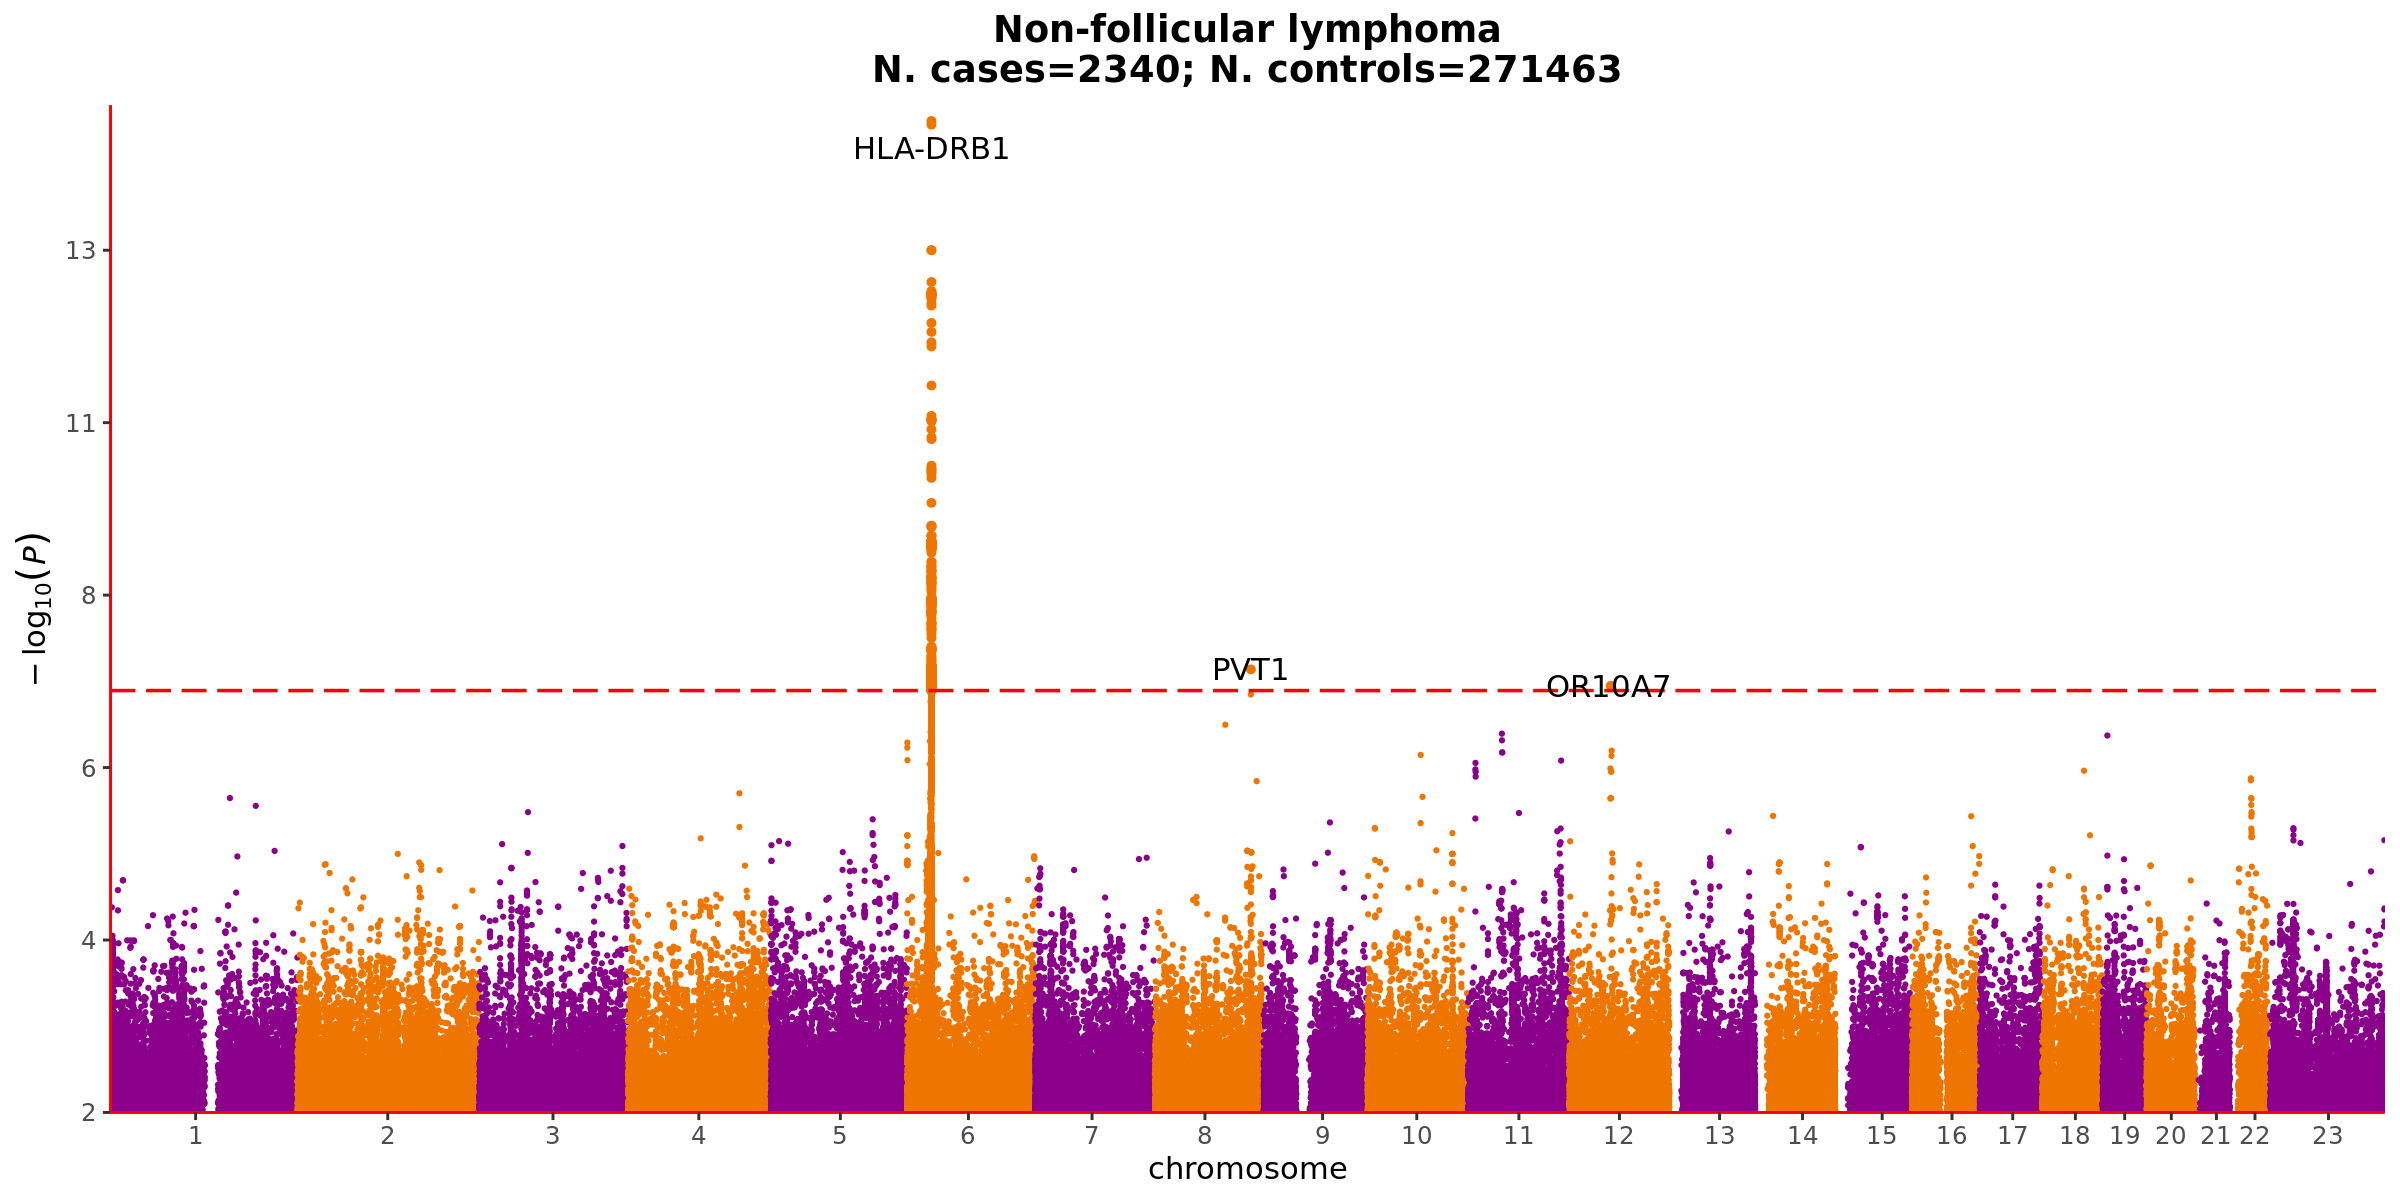 Non-follicular lymphoma
N. cases=2340; N. controls=271463
HLA-DRB1
PVT1
OR10A7
13
11
8
6
4
2
−log₁₀(P)
1 2 3 4 5 6 7 8 9 10 11 12 13 14 15 16 17 18 19 20 21 22 23
chromosome